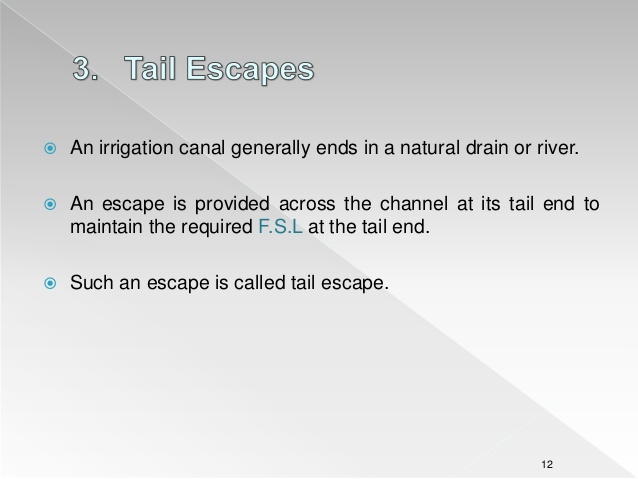 3. Tail Escapes
An irrigation canal generally ends in a natural drain or river.
An escape is provided across the channel at its tail end to
maintain the required F.S.L at the tail end.
Such an escape is called tail escape.
12